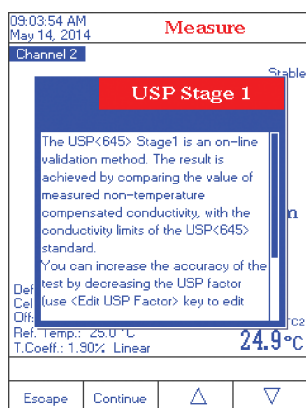 09:03:54 AM
May 14, 2014
Measure
Channel 2
Stable
USP Stage 1
The USP<645> Stage1 is an on-line
validation method. The result is
achieved by comparing the value of
measured non-temperature
compensated conductivity, with the
conductivity limits of the USP<645>
standard.
You can increase the accuracy of the
test by decreasing the USP factor
(use <Edit USP Factor> key to edit
Def
Cel
Off:
Ref. Temp.: 25.0 °C
T.Coeff.: 1.90% Linear
24.9°C
Escape
Continue